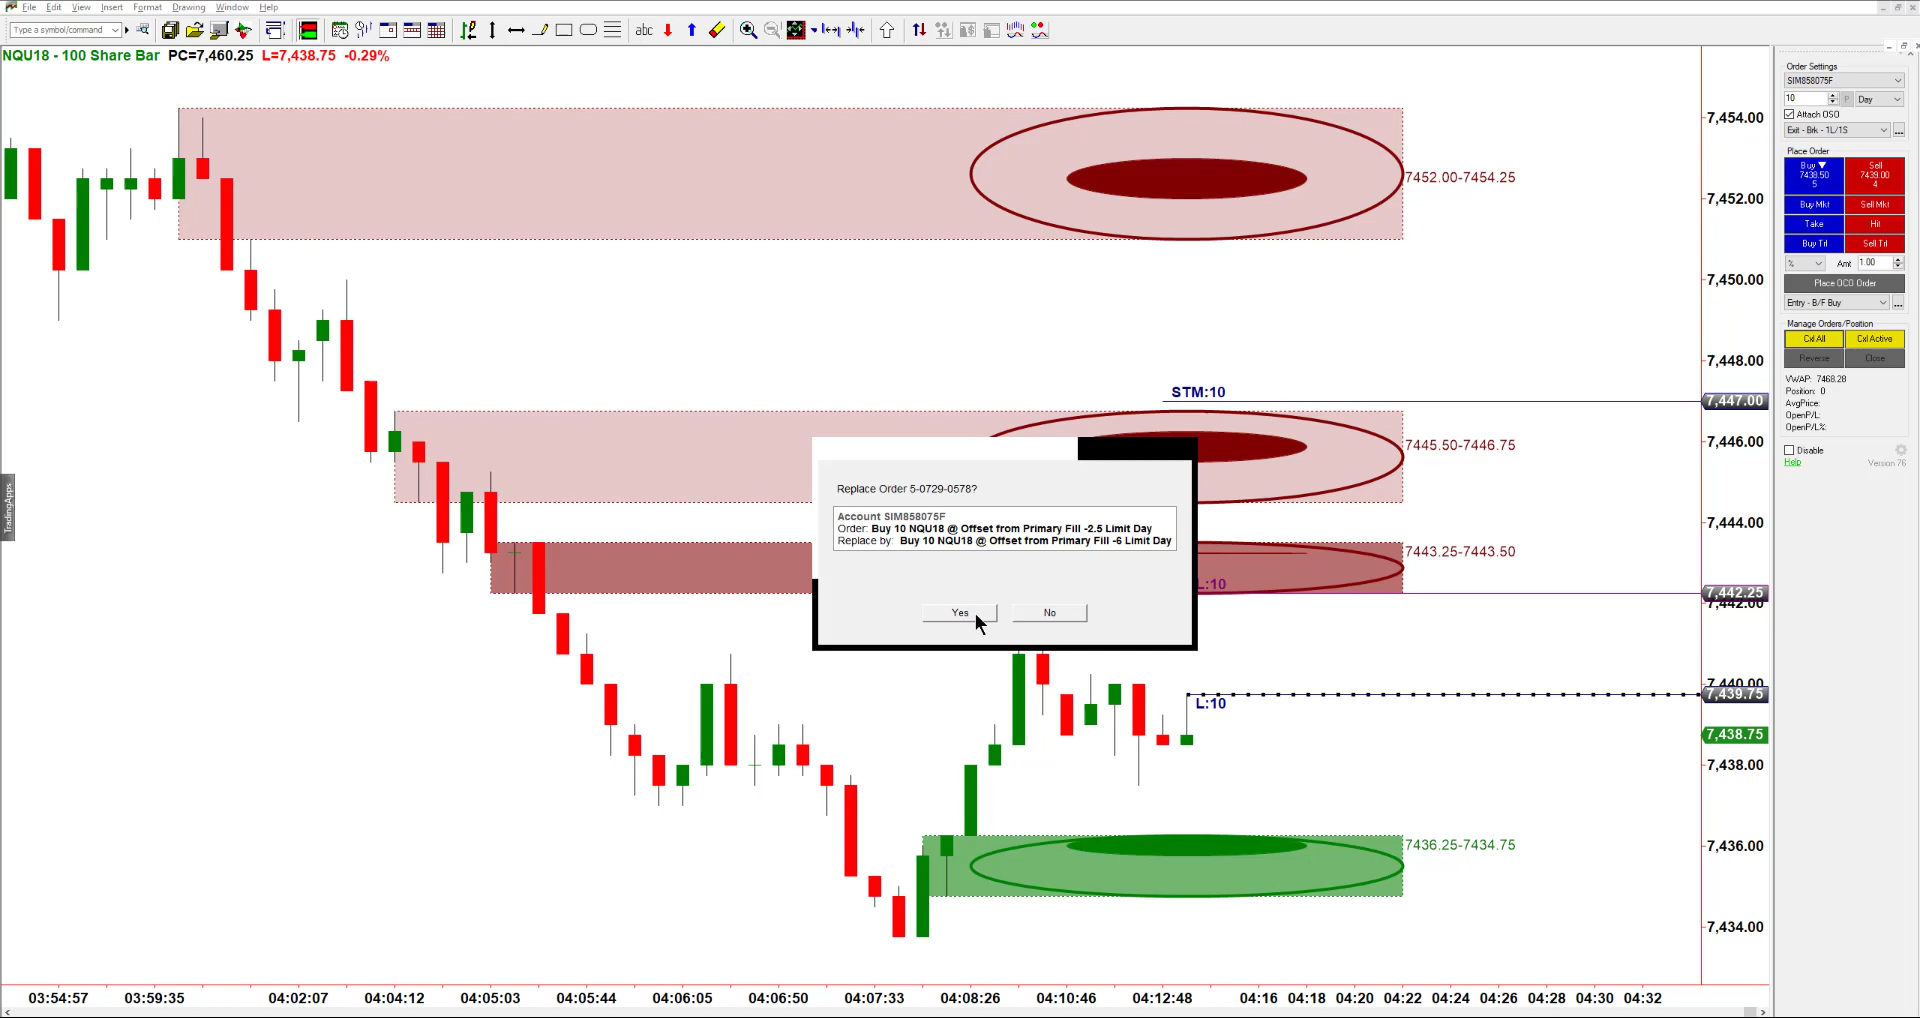 File Edit View Insert Format Drawing Window Help
Type a symbol/command
abc
NQU18 - 100 Share Bar PC=7,460.25 L=7,438.75 -0.29%
7,454.00
7452.00-7454.25
7,452.00
7,450.00
7,448.00
STM:10
7,447.00
7,446.00
7445.50-7446.75
7,444.00
7443.25-7443.50
L:10
7,442.25
7,442.00
7,440.00
7,439.75
L:10
7,438.75
7,438.00
7,436.00
7436.25-7434.75
7,434.00
Replace Order 5-0729-0578?
Account SIM858075F
Order: Buy 10 NQU18 @ Offset from Primary Fill -2.5 Limit Day
Replace by: Buy 10 NQU18 @ Offset from Primary Fill -6 Limit Day
Yes No
TradingApps
03:54:57 03:59:35 04:02:07 04:04:12 04:05:03 04:05:44 04:06:05 04:06:50 04:07:33 04:08:26 04:10:46 04:12:48 04:16 04:18 04:20 04:22 04:24 04:26 04:28 04:30 04:32
Order Settings
SIM858075F
10 P Day
Attach OSO
Exit - Brk - 1L/1S ...
Place Order
Buy ▼ Sell
7438.50 7439.00
5 4
Buy Mkt Sell Mkt
Take Hit
Buy Trl Sell Trl
% Amt 1.00
Place OCO Order
Entry - B/F Buy ...
Manage Orders/Position
Cxl All Cxl Active
Reverse Close
VWAP: 7468.28
Position: 0
AvgPrice:
OpenP/L:
OpenP/L%:
Disable
Help Version 76